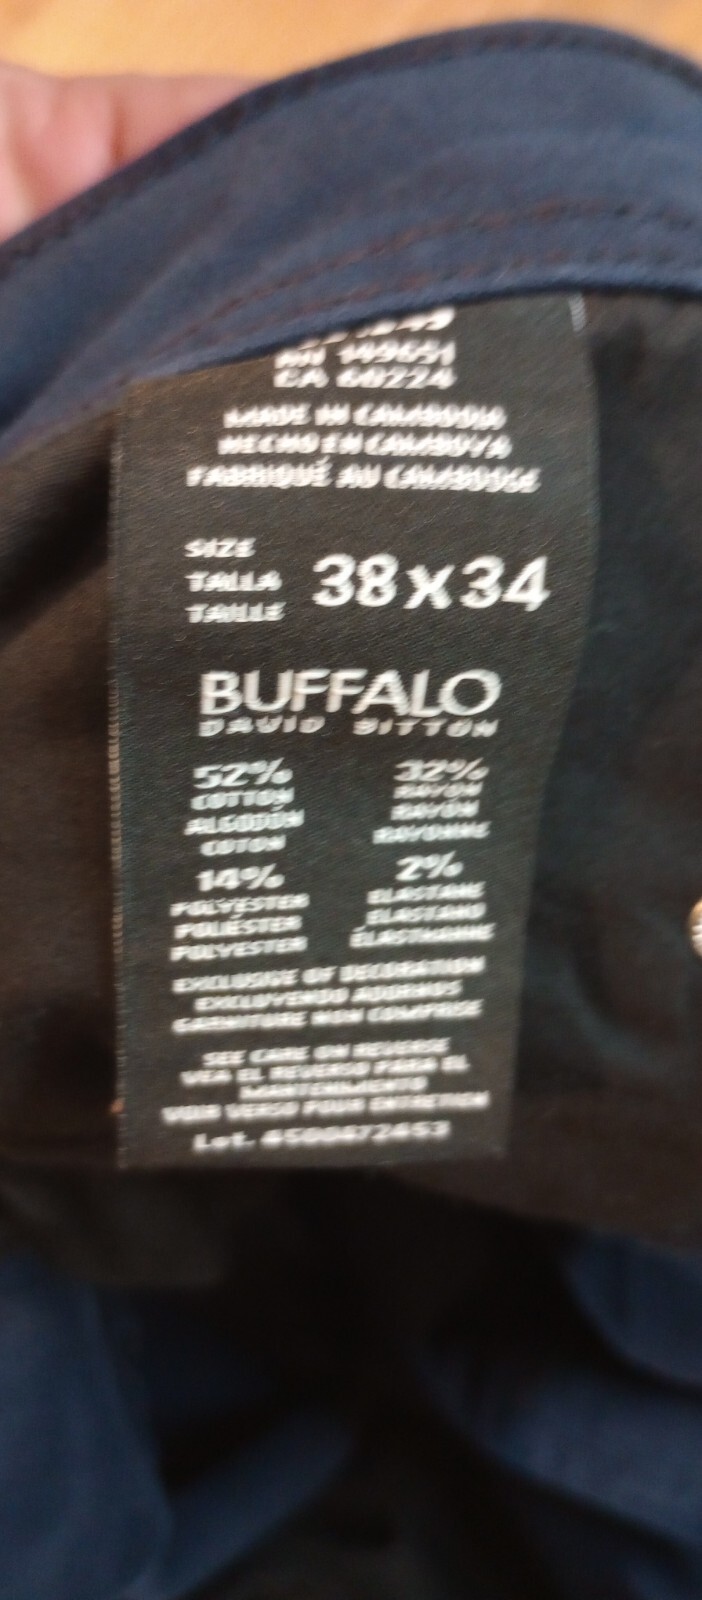 AN 149651
CA 60224
MADE IN CAMBODIA
HECHO EN CAMBOYA
FABRIQUÉ AU CAMBODGE
SIZE
TALLA
TAILLE
38 X 34
BUFFALO
DAVID BITTON
52%
COTTON
ALGODÓN
COTON
32%
RAYON
RAYÓN
RAYONNE
14%
POLYESTER
POLIÉSTER
POLYESTER
2%
ELASTANE
ELASTANO
ÉLASTHANNE
EXCLUSIVE OF DECORATION
EXCLUYENDO ADORNOS
GARNITURE NON COMPRISE
SEE CARE ON REVERSE
VEA EL REVERSO PARA EL
MANTENIMIENTO
VOIR VERSO POUR ENTRETIEN
Lot. 4500472453